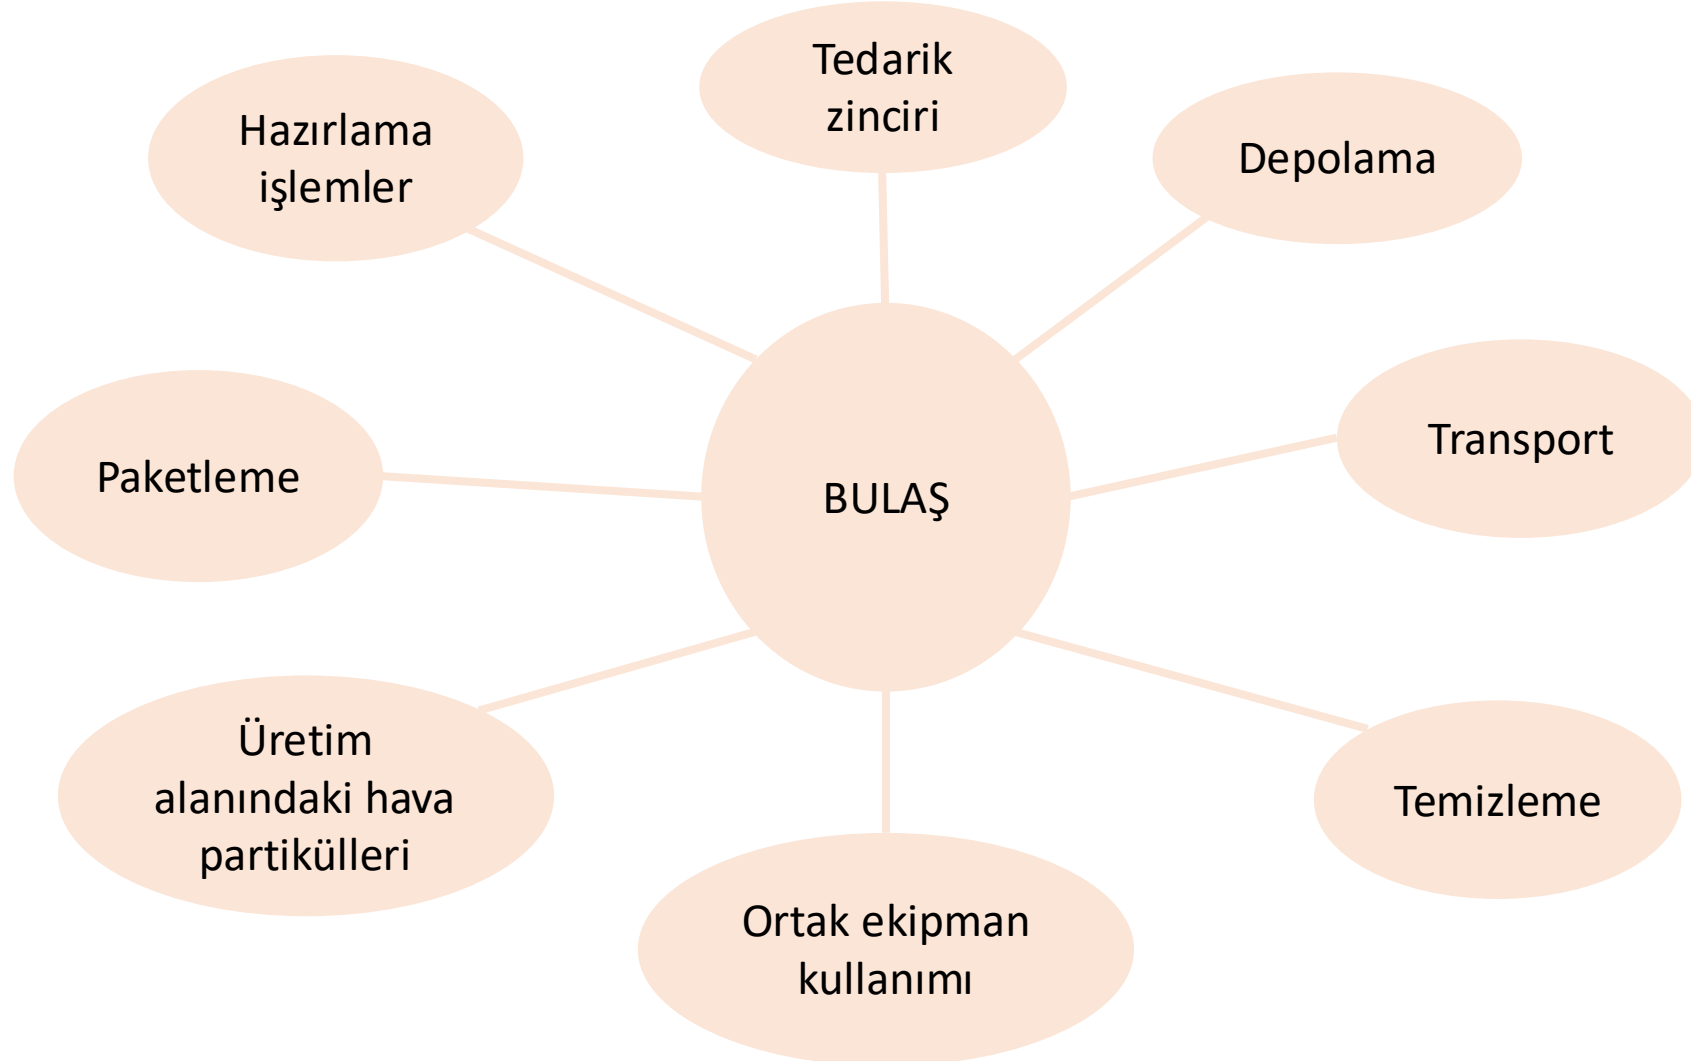 Tedarik
zinciri
Hazırlama
işlemler
Depolama
Transport
Paketleme
BULAŞ
Üretim
alanındaki hava
partikülleri
Temizleme
Ortak ekipman
kullanımı